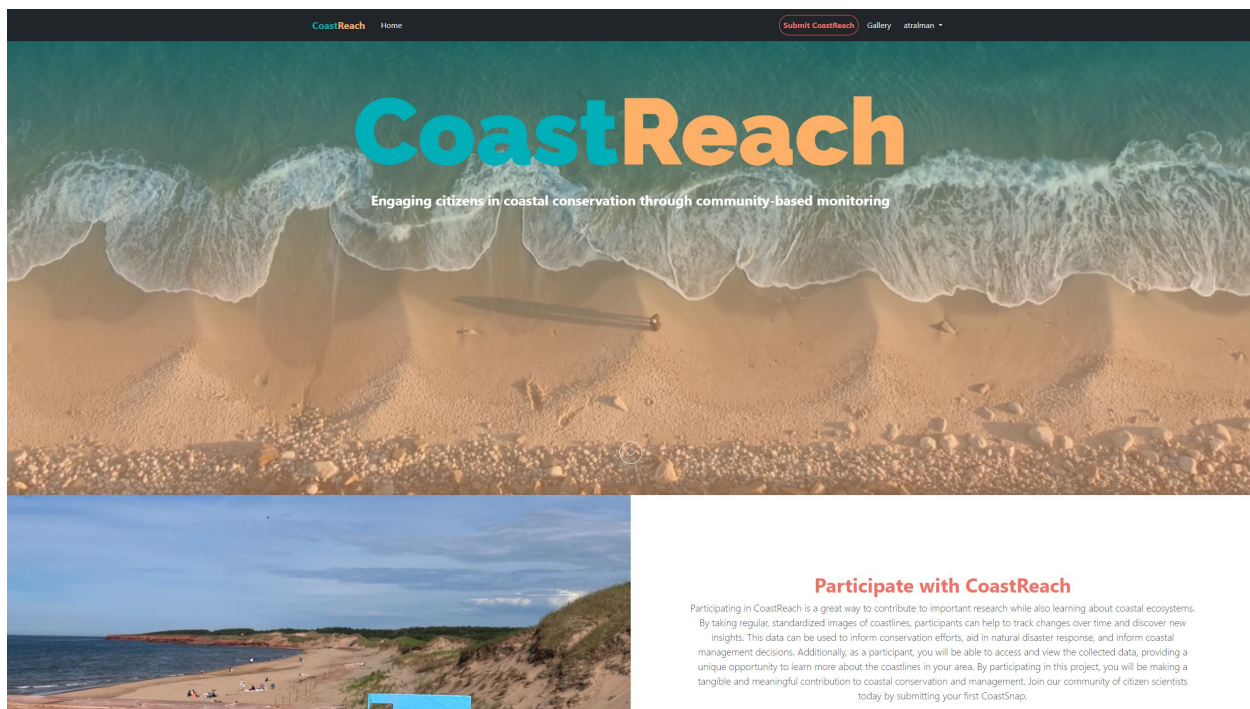 CoastReach Home Submit CoastReach Gallery atralman
CoastReach
Engaging citizens in coastal conservation through community-based monitoring
Participate with CoastReach
Participating in CoastReach is a great way to contribute to important research while also learning about coastal ecosystems.
By taking regular, standardized images of coastlines, participants can help to track changes over time and discover new
insights. This data can be used to inform conservation efforts, aid in natural disaster response, and inform coastal
management decisions. Additionally, as a participant, you will be able to access and view the collected data, providing a
unique opportunity to learn more about the coastlines in your area. By participating in this project, you will be making a
tangible and meaningful contribution to coastal conservation and management. Join our community of citizen scientists
today by submitting your first CoastSnap.